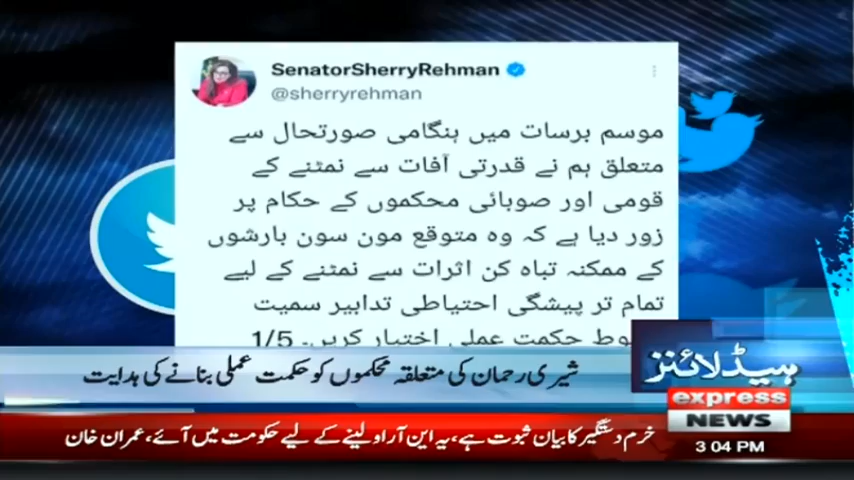 SenatorSherryRehman
@sherryrehman
موسم برسات میں ہنگامی صورتحال سے
متعلق ہم نے قدرتی آفات سے نمٹنے کے
قومی اور صوبائی محکموں کے حکام پر
زور دیا ہے کہ وہ متوقع مون سون بارشوں
کے ممکنہ تباہ کن اثرات سے نمٹنے کے لیے
تمام تر پیشگی احتیاطی تدابیر سمیت
حکمت عملی اختیار کریں۔ 1/5
ہیڈلائنز
شیری رحمان کی متعلقہ محکموں کو حکمت عملی بنانے کی ہدایت
express
NEWS
3:04 PM
خرم دستگیر کا بیان ثبوت ہے، یہ این آر او لینے کے لیے حکومت میں آئے، عمران خان